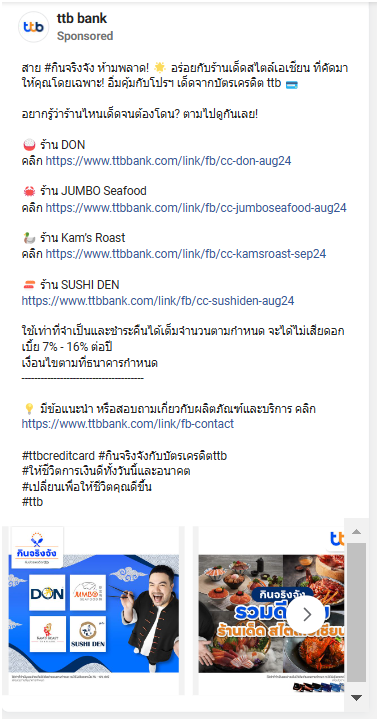 ttb
ttb bank
Sponsored
สาย #กินจริงจัง ห้ามพลาด! 🌟 อร่อยกับร้านเด็ดสไตล์เอเชียน ที่คัดมา
ให้คุณโดยเฉพาะ! อิ่มคุ้มกับโปรฯ เด็ดจากบัตรเครดิต ttb 💳
อยากรู้ว่าร้านไหนเด็ดจนต้องโดน? ตามไปดูกันเลย!
🍚 ร้าน DON
คลิก https://www.ttbbank.com/link/fb/cc-don-aug24
🦀 ร้าน JUMBO Seafood
คลิก https://www.ttbbank.com/link/fb/cc-jumboseafood-aug24
🦆 ร้าน Kam's Roast
คลิก https://www.ttbbank.com/link/fb/cc-kamsroast-sep24
🍣 ร้าน SUSHI DEN
https://www.ttbbank.com/link/fb/cc-sushiden-aug24
ใช้เท่าที่จำเป็นและชำระคืนได้เต็มจำนวนตามกำหนด จะได้ไม่เสียดอก
เบี้ย 7% - 16% ต่อปี
เงื่อนไขตามที่ธนาคารกำหนด
--------------------------------------
💡 มีข้อแนะนำ หรือสอบถามเกี่ยวกับผลิตภัณฑ์และบริการ คลิก
https://www.ttbbank.com/link/fb-contact
#ttbcreditcard #กินจริงจังกับบัตรเครดิตttb
#ให้ชีวิตการเงินดีทั้งวันนี้และอนาคต
#เปลี่ยนเพื่อให้ชีวิตคุณดีขึ้น
#ttb
กินจริงจัง
DON
JUMBO
SEAFOOD
KAM'S ROAST
SUSHI DEN
กินจริงจัง
รวมดีล
ร้านเด็ด สไตล์เอเชียน